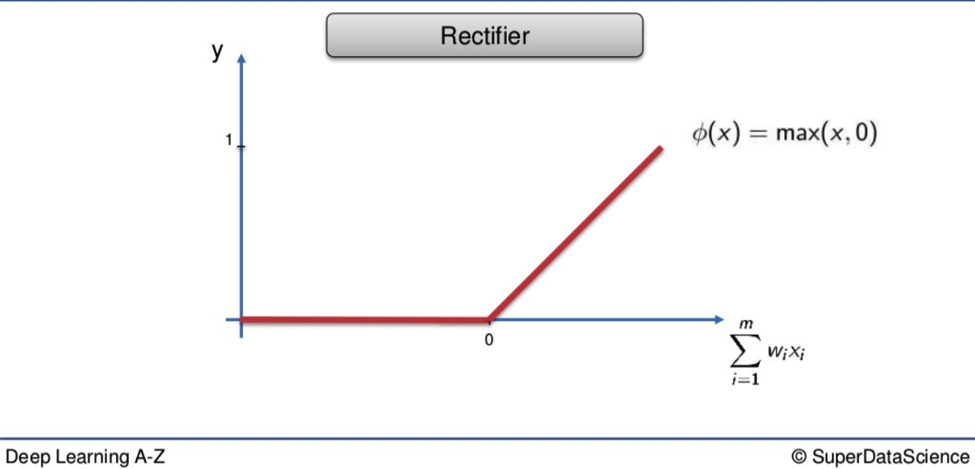 Rectifier
y
1
ϕ(x) = max(x, 0)
0
m
∑ wᵢxᵢ
i=1
Deep Learning A-Z
© SuperDataScience